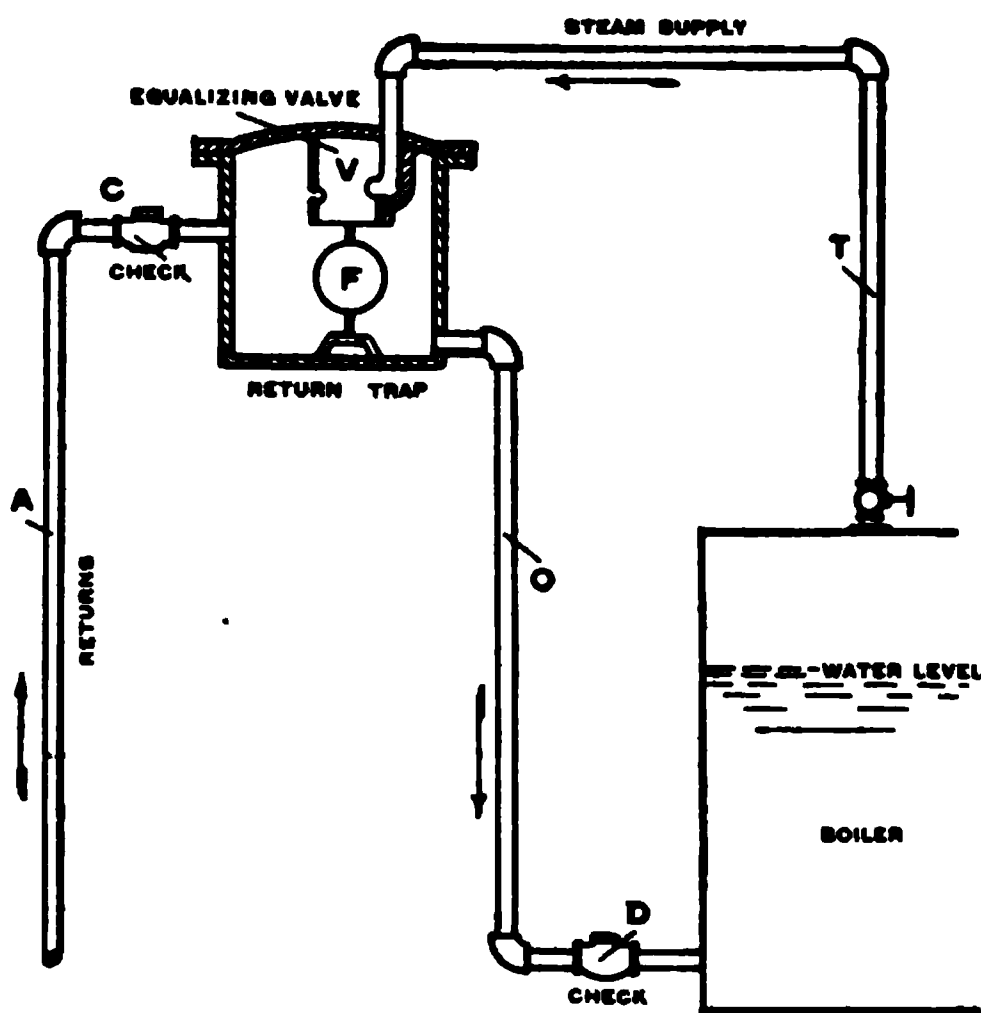 STEAM SUPPLY
EQUALIZING VALVE
V
C
CHECK
F
T
RETURN TRAP
A
RETURNS
O
WATER LEVEL
BOILER
D
CHECK